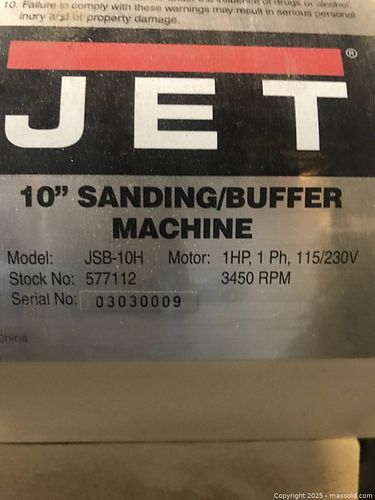 10. Failure to comply with these warnings may result in serious personal
inury and or property damage.
JET®
10” SANDING/BUFFER
MACHINE
Model: JSB-10H Motor: 1HP, 1 Ph, 115/230V
Stock No: 577112 3450 RPM
Serial No: 03030009
China
Copyright 2025 - maxsold.com